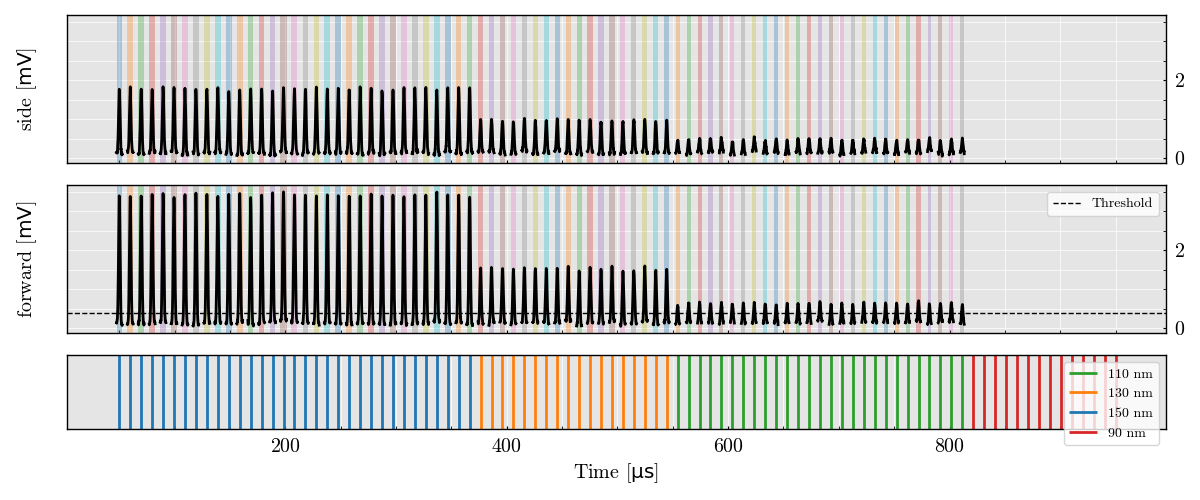 side [mV]
2
0
forward [mV]
Threshold
2
0
110 nm
130 nm
150 nm
90 nm
200
400
600
800
Time [µs]